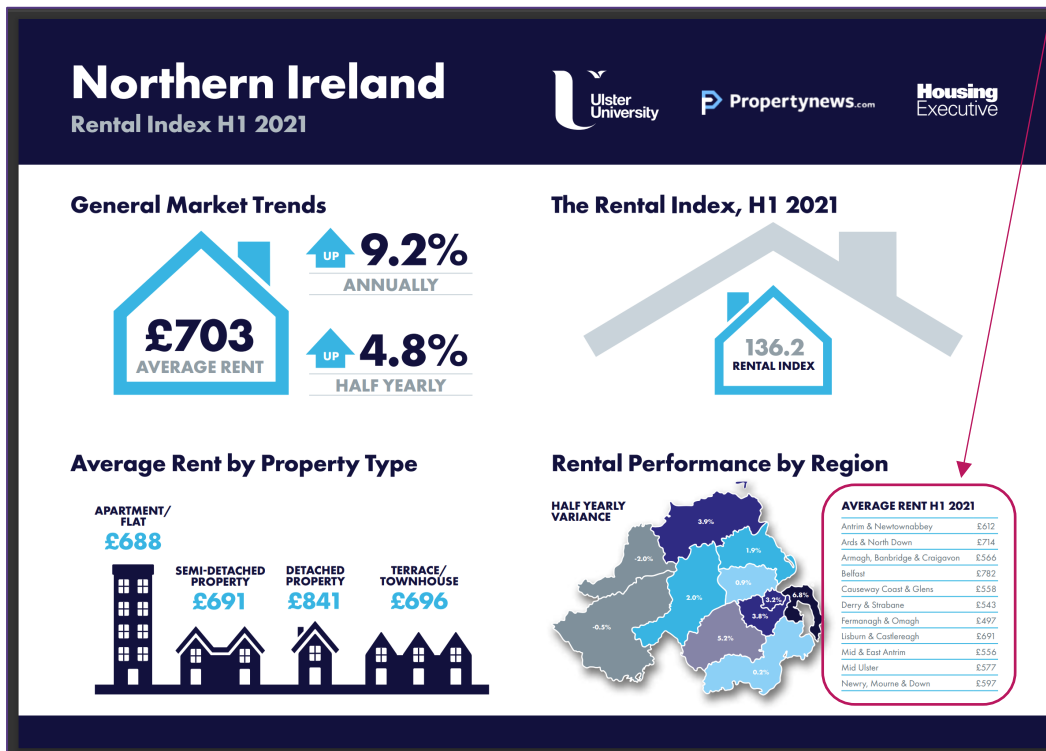 Northern Ireland
Rental Index H1 2021
Ulster
University
Propertynews.com
Housing
Executive
General Market Trends
£703
AVERAGE RENT
UP
9.2%
ANNUALLY
UP
4.8%
HALF YEARLY
The Rental Index, H1 2021
136.2
RENTAL INDEX
Average Rent by Property Type
APARTMENT/
FLAT
£688
SEMI-DETACHED
PROPERTY
£691
DETACHED
PROPERTY
£841
TERRACE/
TOWNHOUSE
£696
Rental Performance by Region
HALF YEARLY
VARIANCE
3.9%
-2.0%
1.9%
0.9%
2.0%
3.2%
6.8%
3.8%
-0.5%
5.2%
0.2%
AVERAGE RENT H1 2021
Antrim & Newtownabbey £612
Ards & North Down £714
Armagh, Banbridge & Craigavon £566
Belfast £782
Causeway Coast & Glens £558
Derry & Strabane £543
Fermanagh & Omagh £497
Lisburn & Castlereagh £691
Mid & East Antrim £556
Mid Ulster £577
Newry, Mourne & Down £597